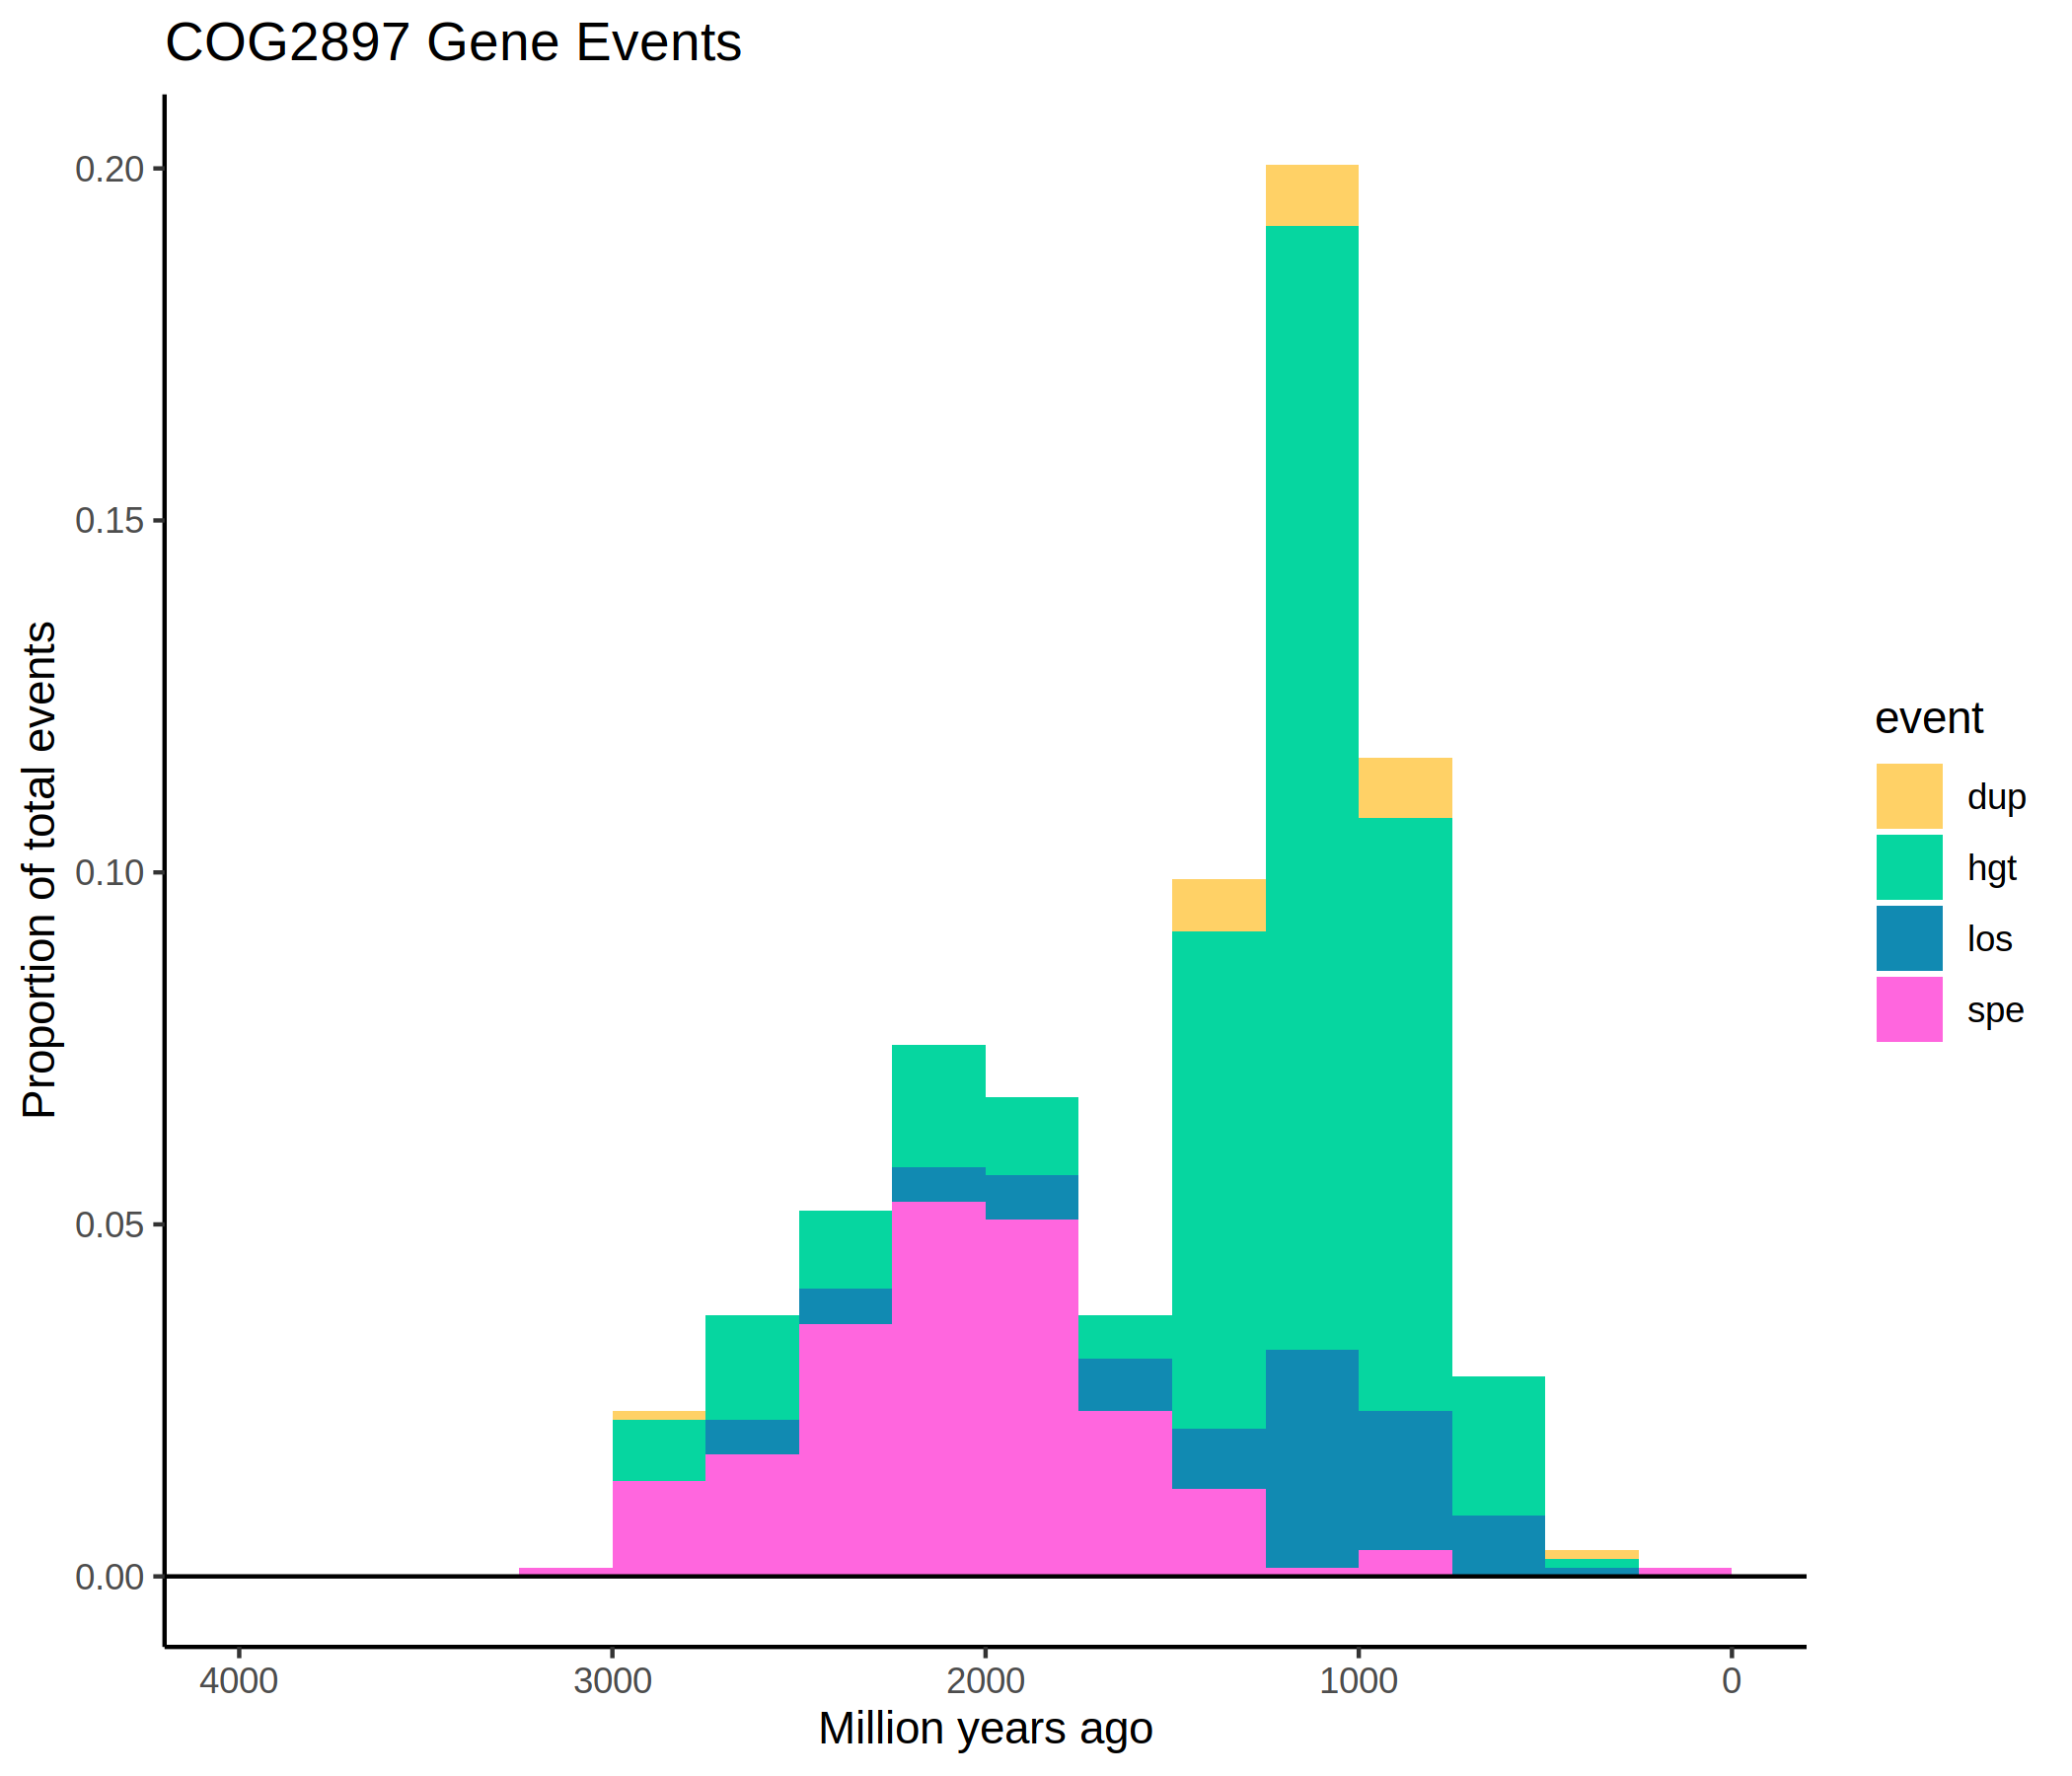 COG2897 Gene Events
Proportion of total events
0.20
0.15
0.10
0.05
0.00
4000 3000 2000 1000 0
Million years ago
event
dup
hgt
los
spe